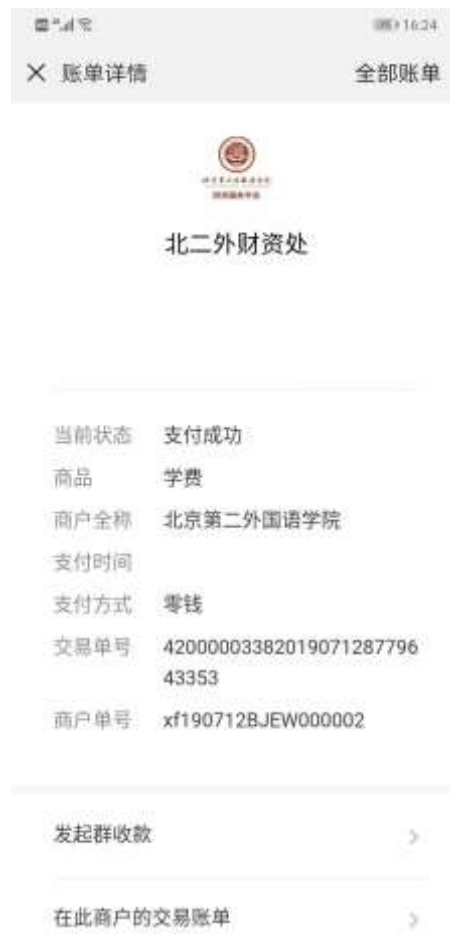 16:24
账单详情
全部账单
北二外财资处
当前状态 支付成功
商品 学费
商户全称 北京第二外国语学院
支付时间
支付方式 零钱
交易单号 42000003382019071287796
43353
商户单号 xf190712BJEW000002
发起群收款
在此商户的交易账单